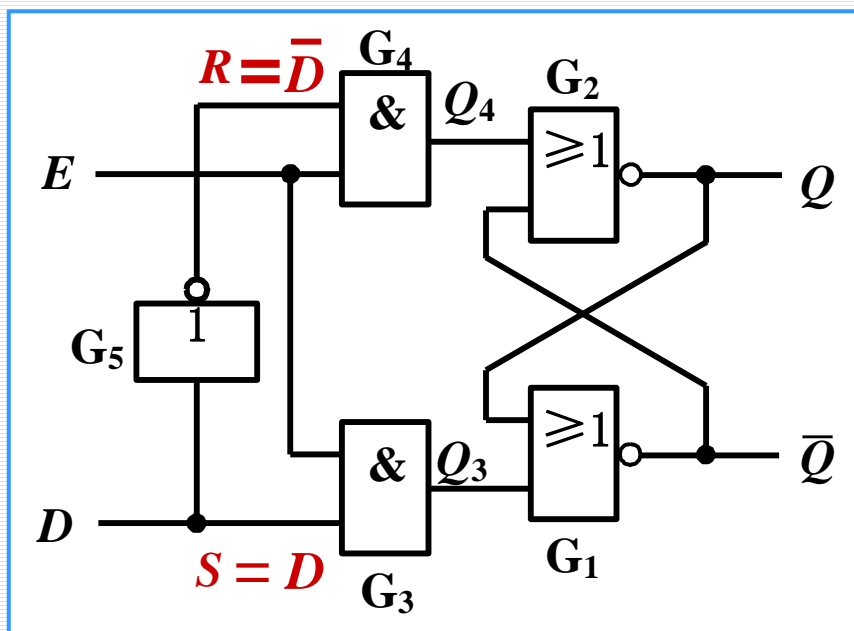 R = D̅
G₄
&
Q₄
G₂
≥1
E
Q
1
G₅
&
Q₃
≥1
Q̅
D
S = D
G₃
G₁